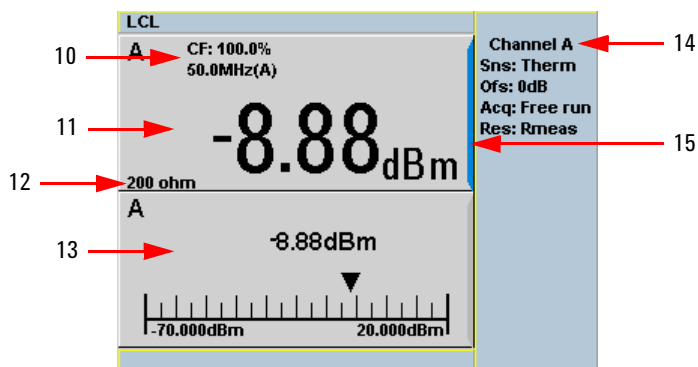 LCL
10
A
CF: 100.0%
50.0MHz(A)
Channel A
14
Sns: Therm
Ofs: 0dB
Acq: Free run
Res: Rmeas
11
-8.88dBm
15
12
200 ohm
A
13
-8.88dBm
-70.000dBm
20.000dBm